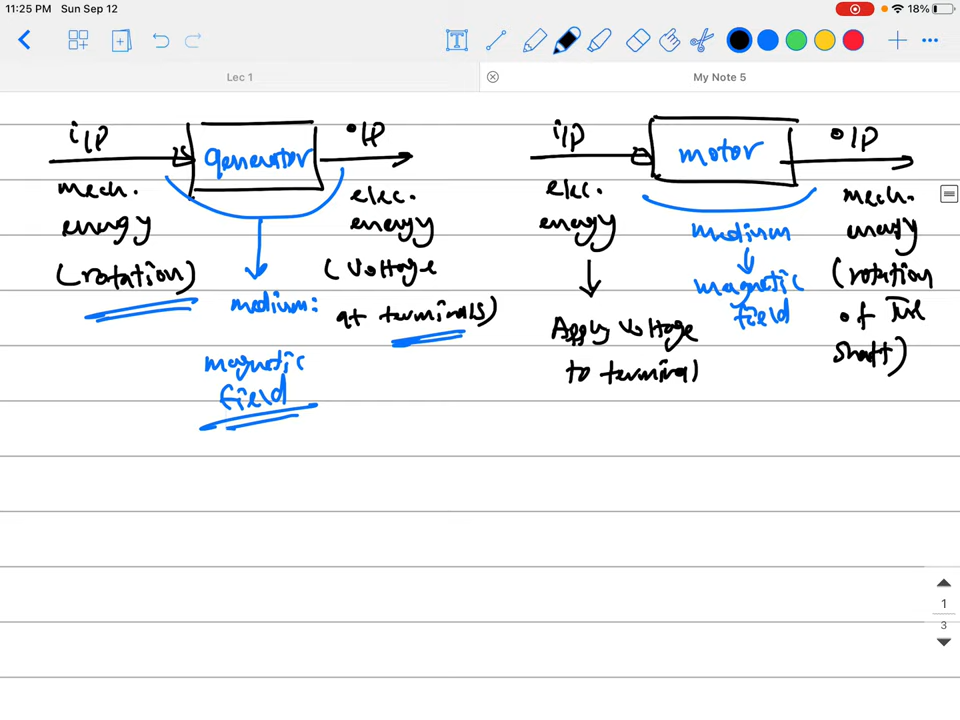 11:25 PM Sun Sep 12
18%
Lec 1
My Note 5
i/p
generator
o/p
mech.
energy
(rotation)
elec.
energy
(voltage
at terminals)
medium:
magnetic
field
i/p
motor
o/p
elec.
energy
Apply voltage
to terminal
medium
magnetic
field
mech.
energy
(rotation
of the
shaft)
1
3